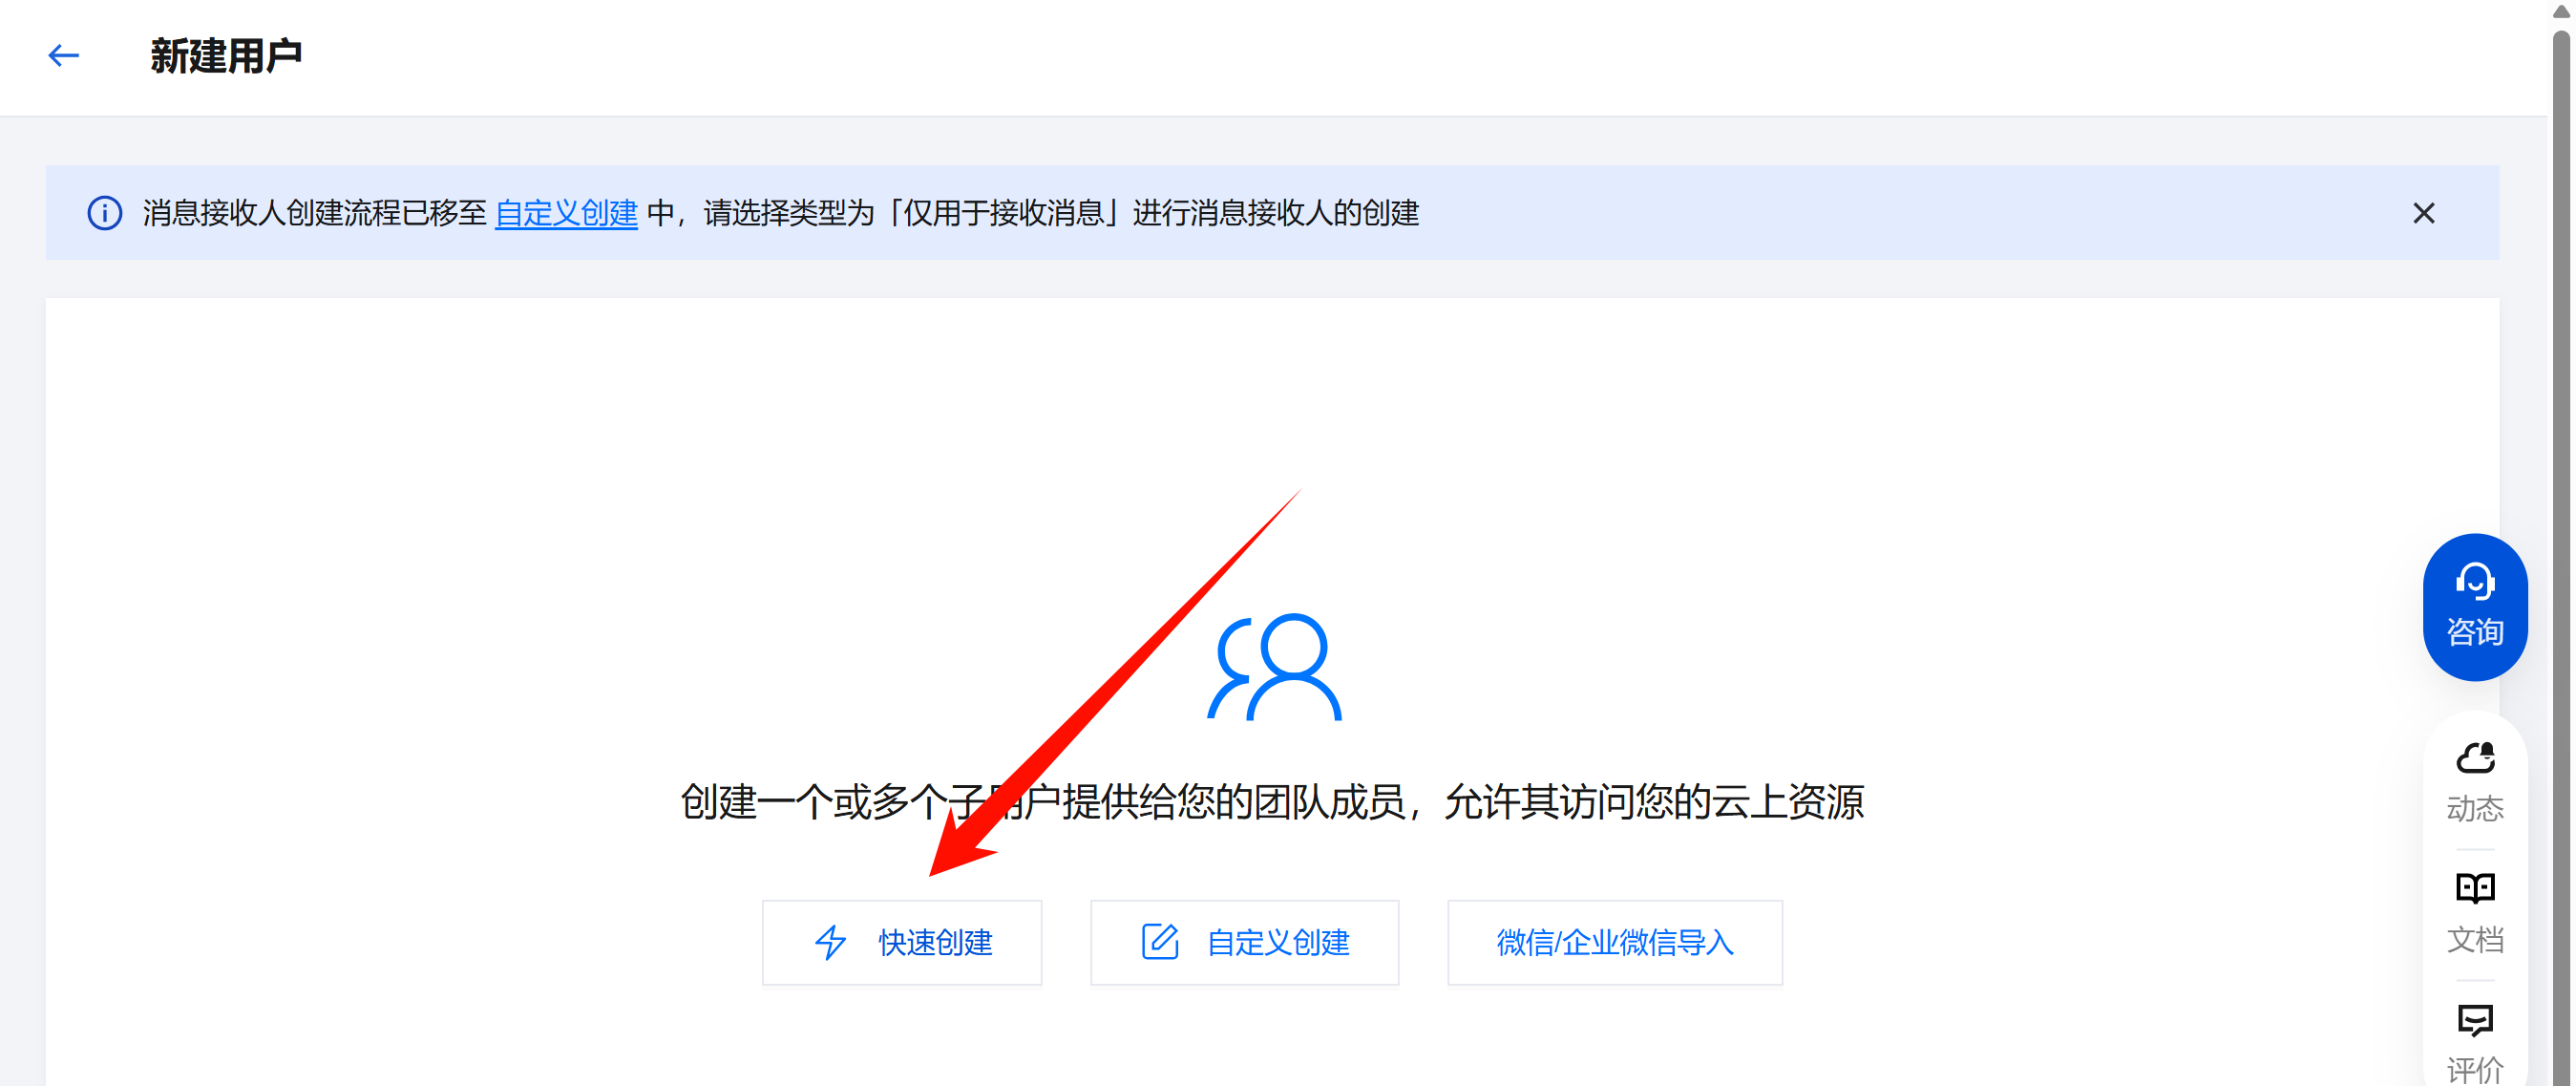 新建用户
消息接收人创建流程已移至 自定义创建 中，请选择类型为「仅用于接收消息」进行消息接收人的创建
创建一个或多个子用户提供给您的团队成员，允许其访问您的云上资源
快速创建
自定义创建
微信/企业微信导入
咨询
动态
文档
评价